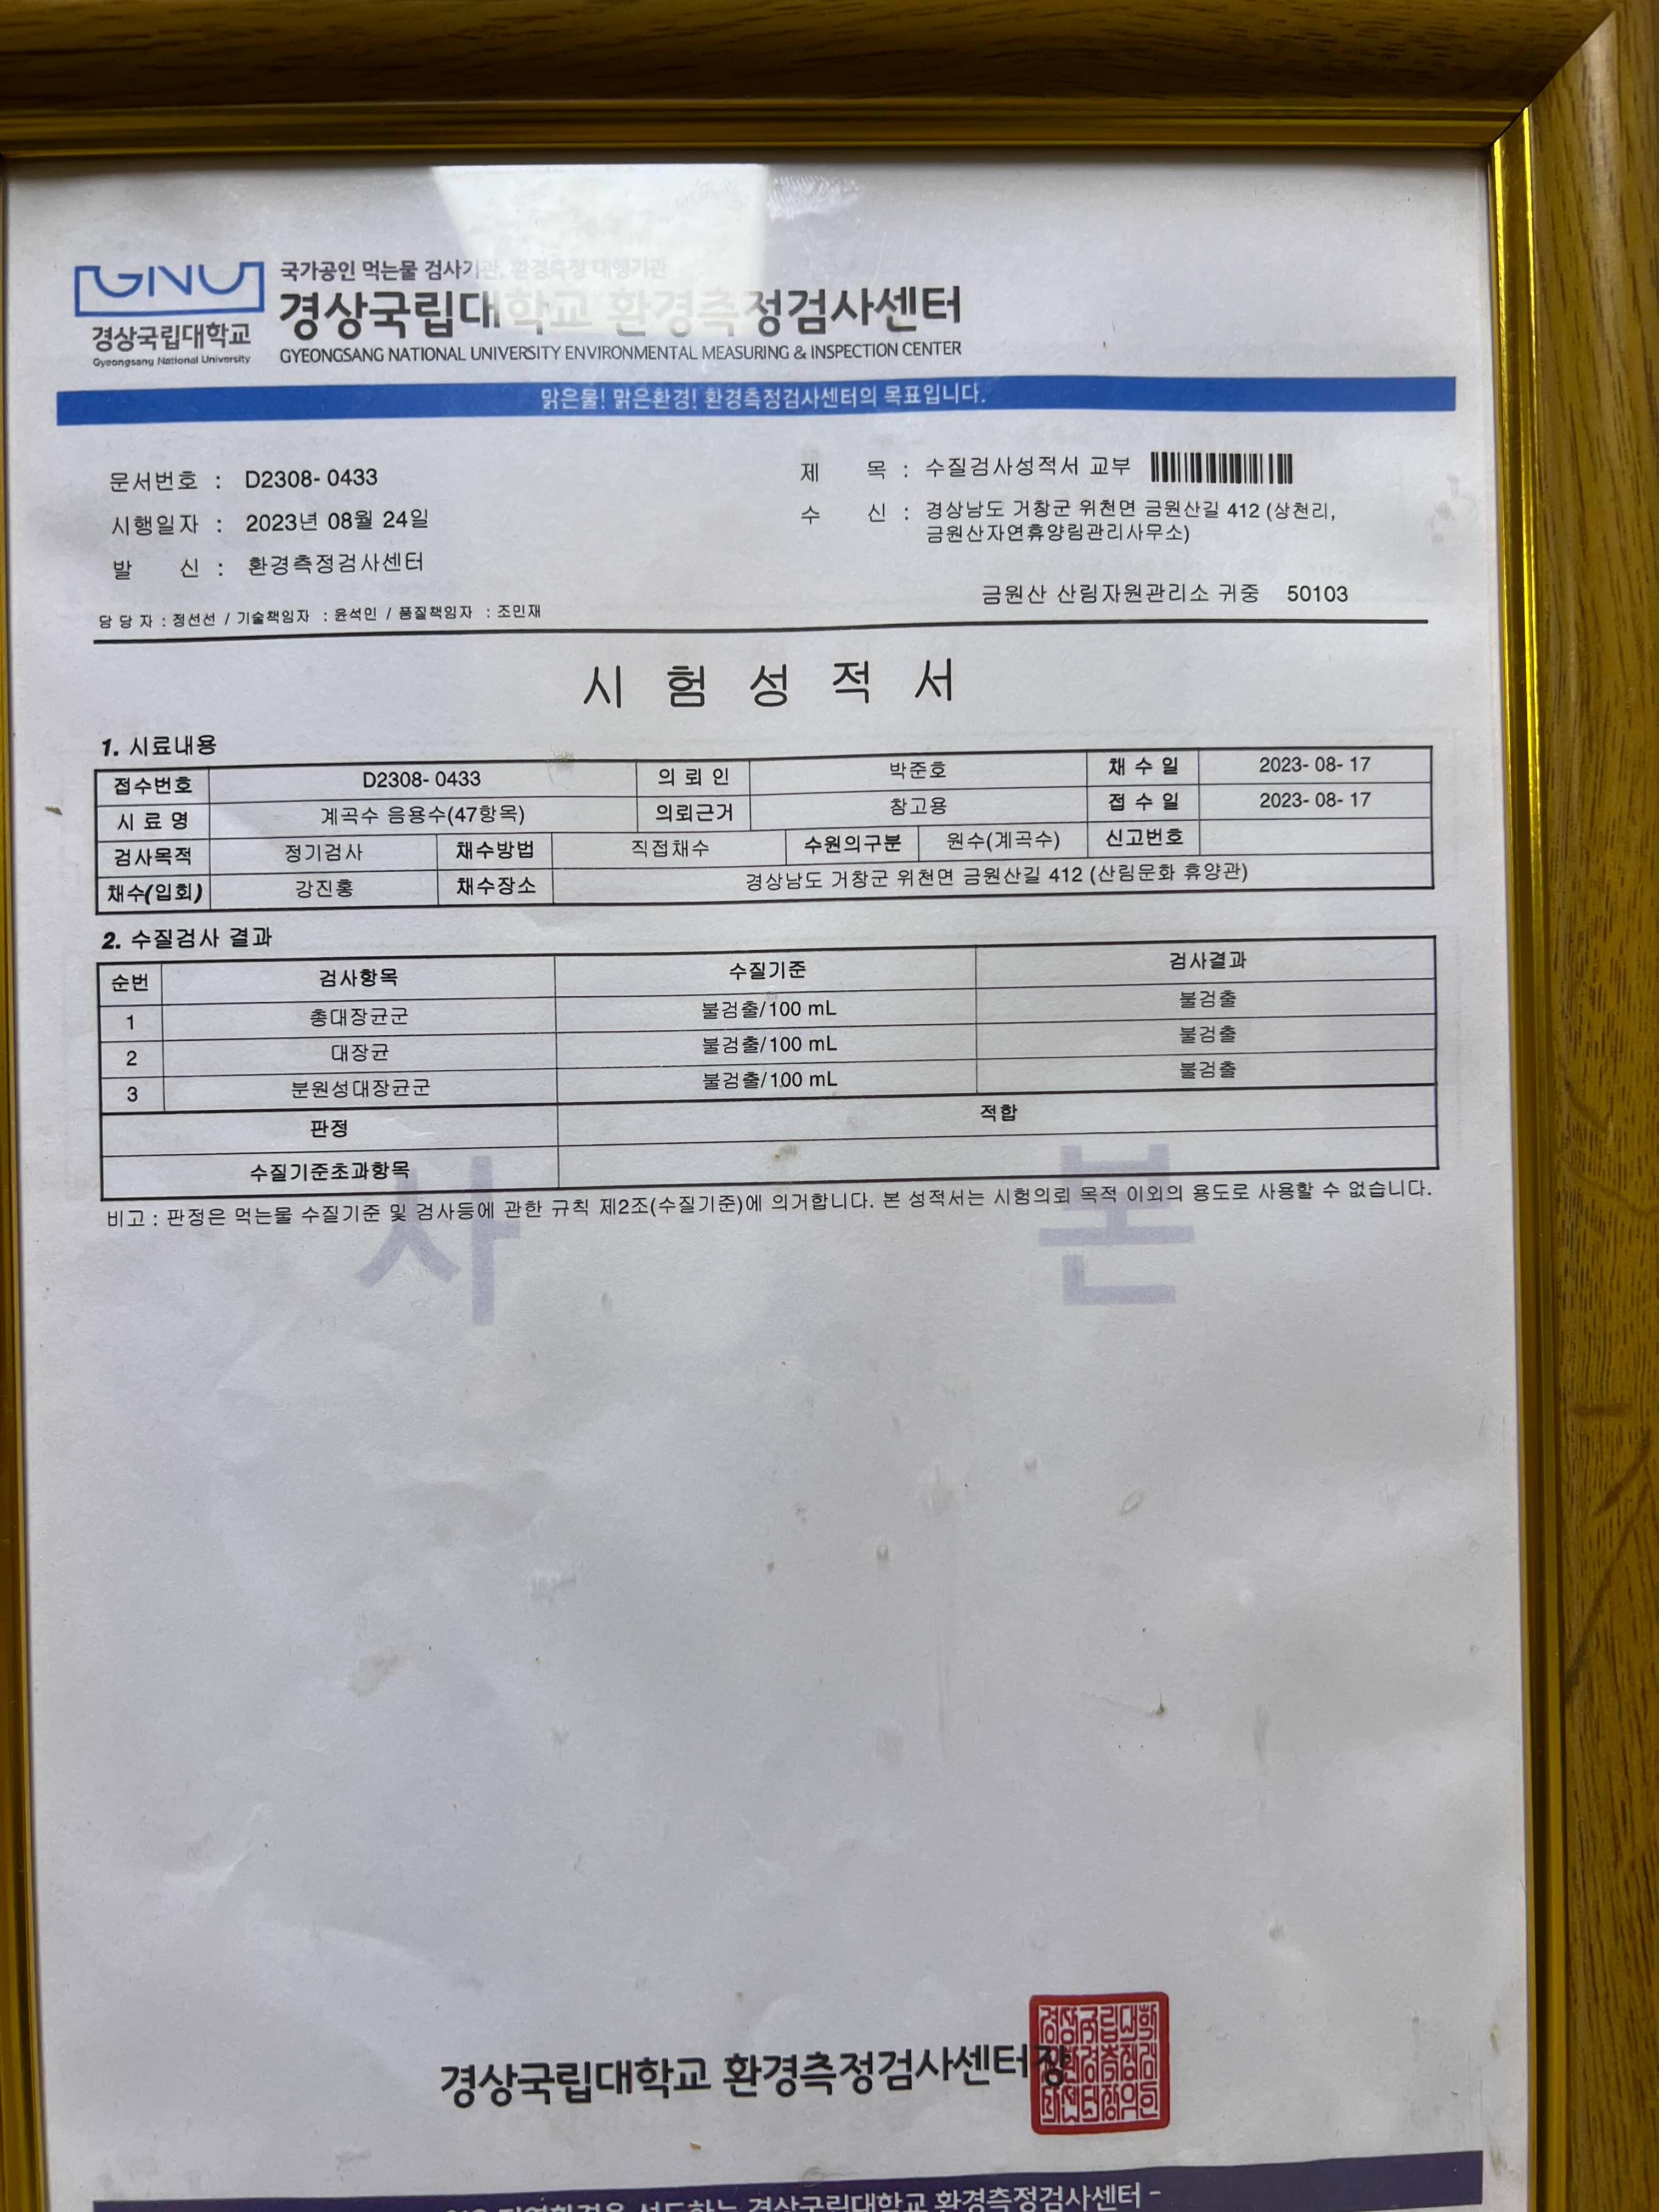 GNU
경상국립대학교
Gyeongsang National University
국가공인 먹는물 검사기관, 환경측정 대행기관
경상국립대학교 환경측정검사센터
GYEONGSANG NATIONAL UNIVERSITY ENVIRONMENTAL MEASURING & INSPECTION CENTER
맑은물! 맑은환경! 환경측정검사센터의 목표입니다.
문서번호 : D2308- 0433
시행일자 : 2023년 08월 24일
발 신 : 환경측정검사센터
제 목 : 수질검사성적서 교부
수 신 : 경상남도 거창군 위천면 금원산길 412 (상천리,
금원산자연휴양림관리사무소)
금원산 산림자원관리소 귀중 50103
담 당 자 : 정선선 / 기술책임자 : 윤석민 / 품질책임자 : 조민재
시 험 성 적 서
1. 시료내용
접수번호 D2308- 0433 의 뢰 인 박준호 채 수 일 2023- 08- 17
시 료 명 계곡수 음용수(47항목) 의뢰근거 참고용 접 수 일 2023- 08- 17
검사목적 정기검사 채수방법 직접채수 수원의구분 원수(계곡수) 신고번호
채수(입회) 강진홍 채수장소 경상남도 거창군 위천면 금원산길 412 (산림문화 휴양관)
2. 수질검사 결과
순번 검사항목 수질기준 검사결과
1 총대장균군 불검출/100 mL 불검출
2 대장균 불검출/100 mL 불검출
3 분원성대장균군 불검출/100 mL 불검출
판정 적합
수질기준초과항목
비고 : 판정은 먹는물 수질기준 및 검사등에 관한 규칙 제2조(수질기준)에 의거합니다. 본 성적서는 시험의뢰 목적 이외의 용도로 사용할 수 없습니다.
사 본
경상국립대학교 환경측정검사센터장
경상국립대학교 환경측정검사센터 -